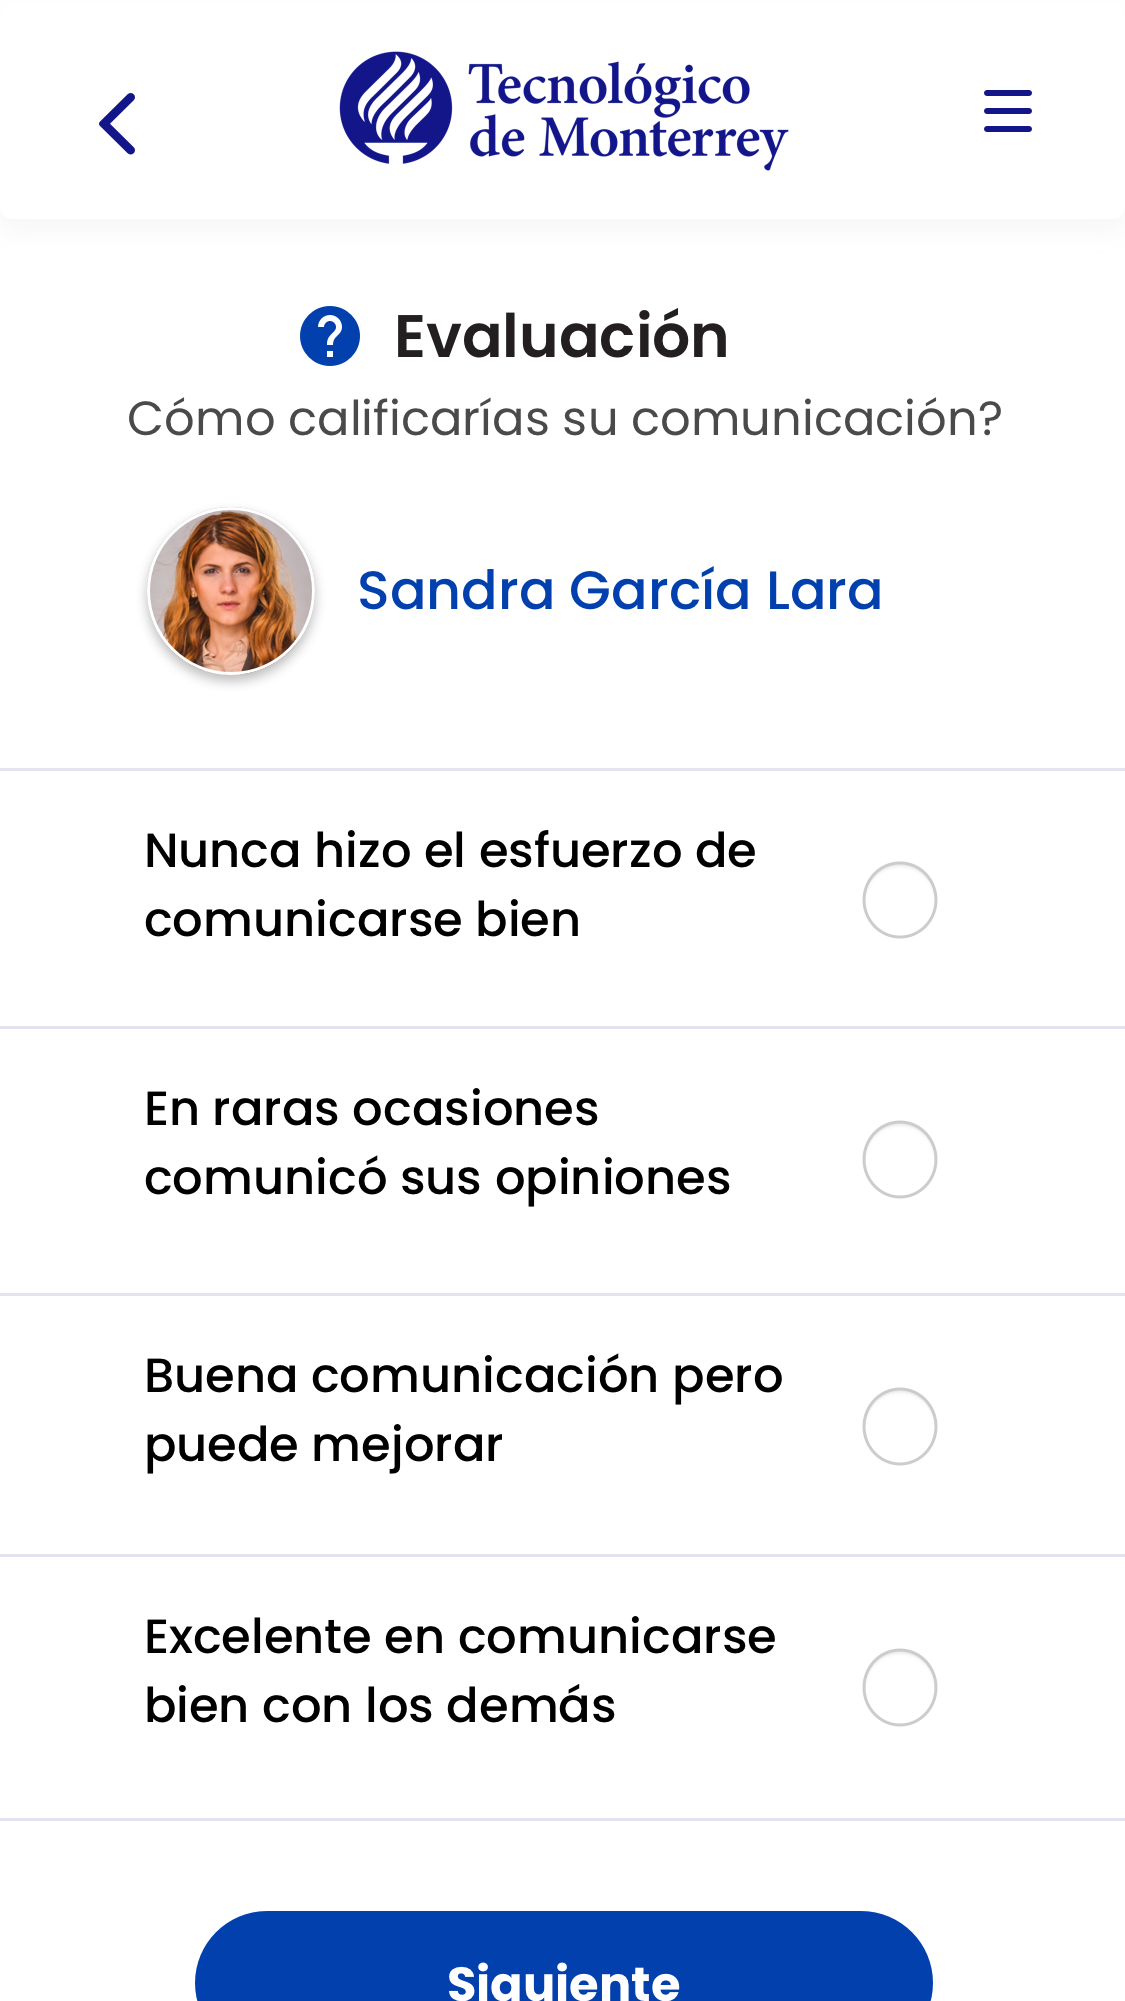 Tecnológico
de Monterrey
? Evaluación
Cómo calificarías su comunicación?
Sandra García Lara
Nunca hizo el esfuerzo de
comunicarse bien
En raras ocasiones
comunicó sus opiniones
Buena comunicación pero
puede mejorar
Excelente en comunicarse
bien con los demás
Siguiente